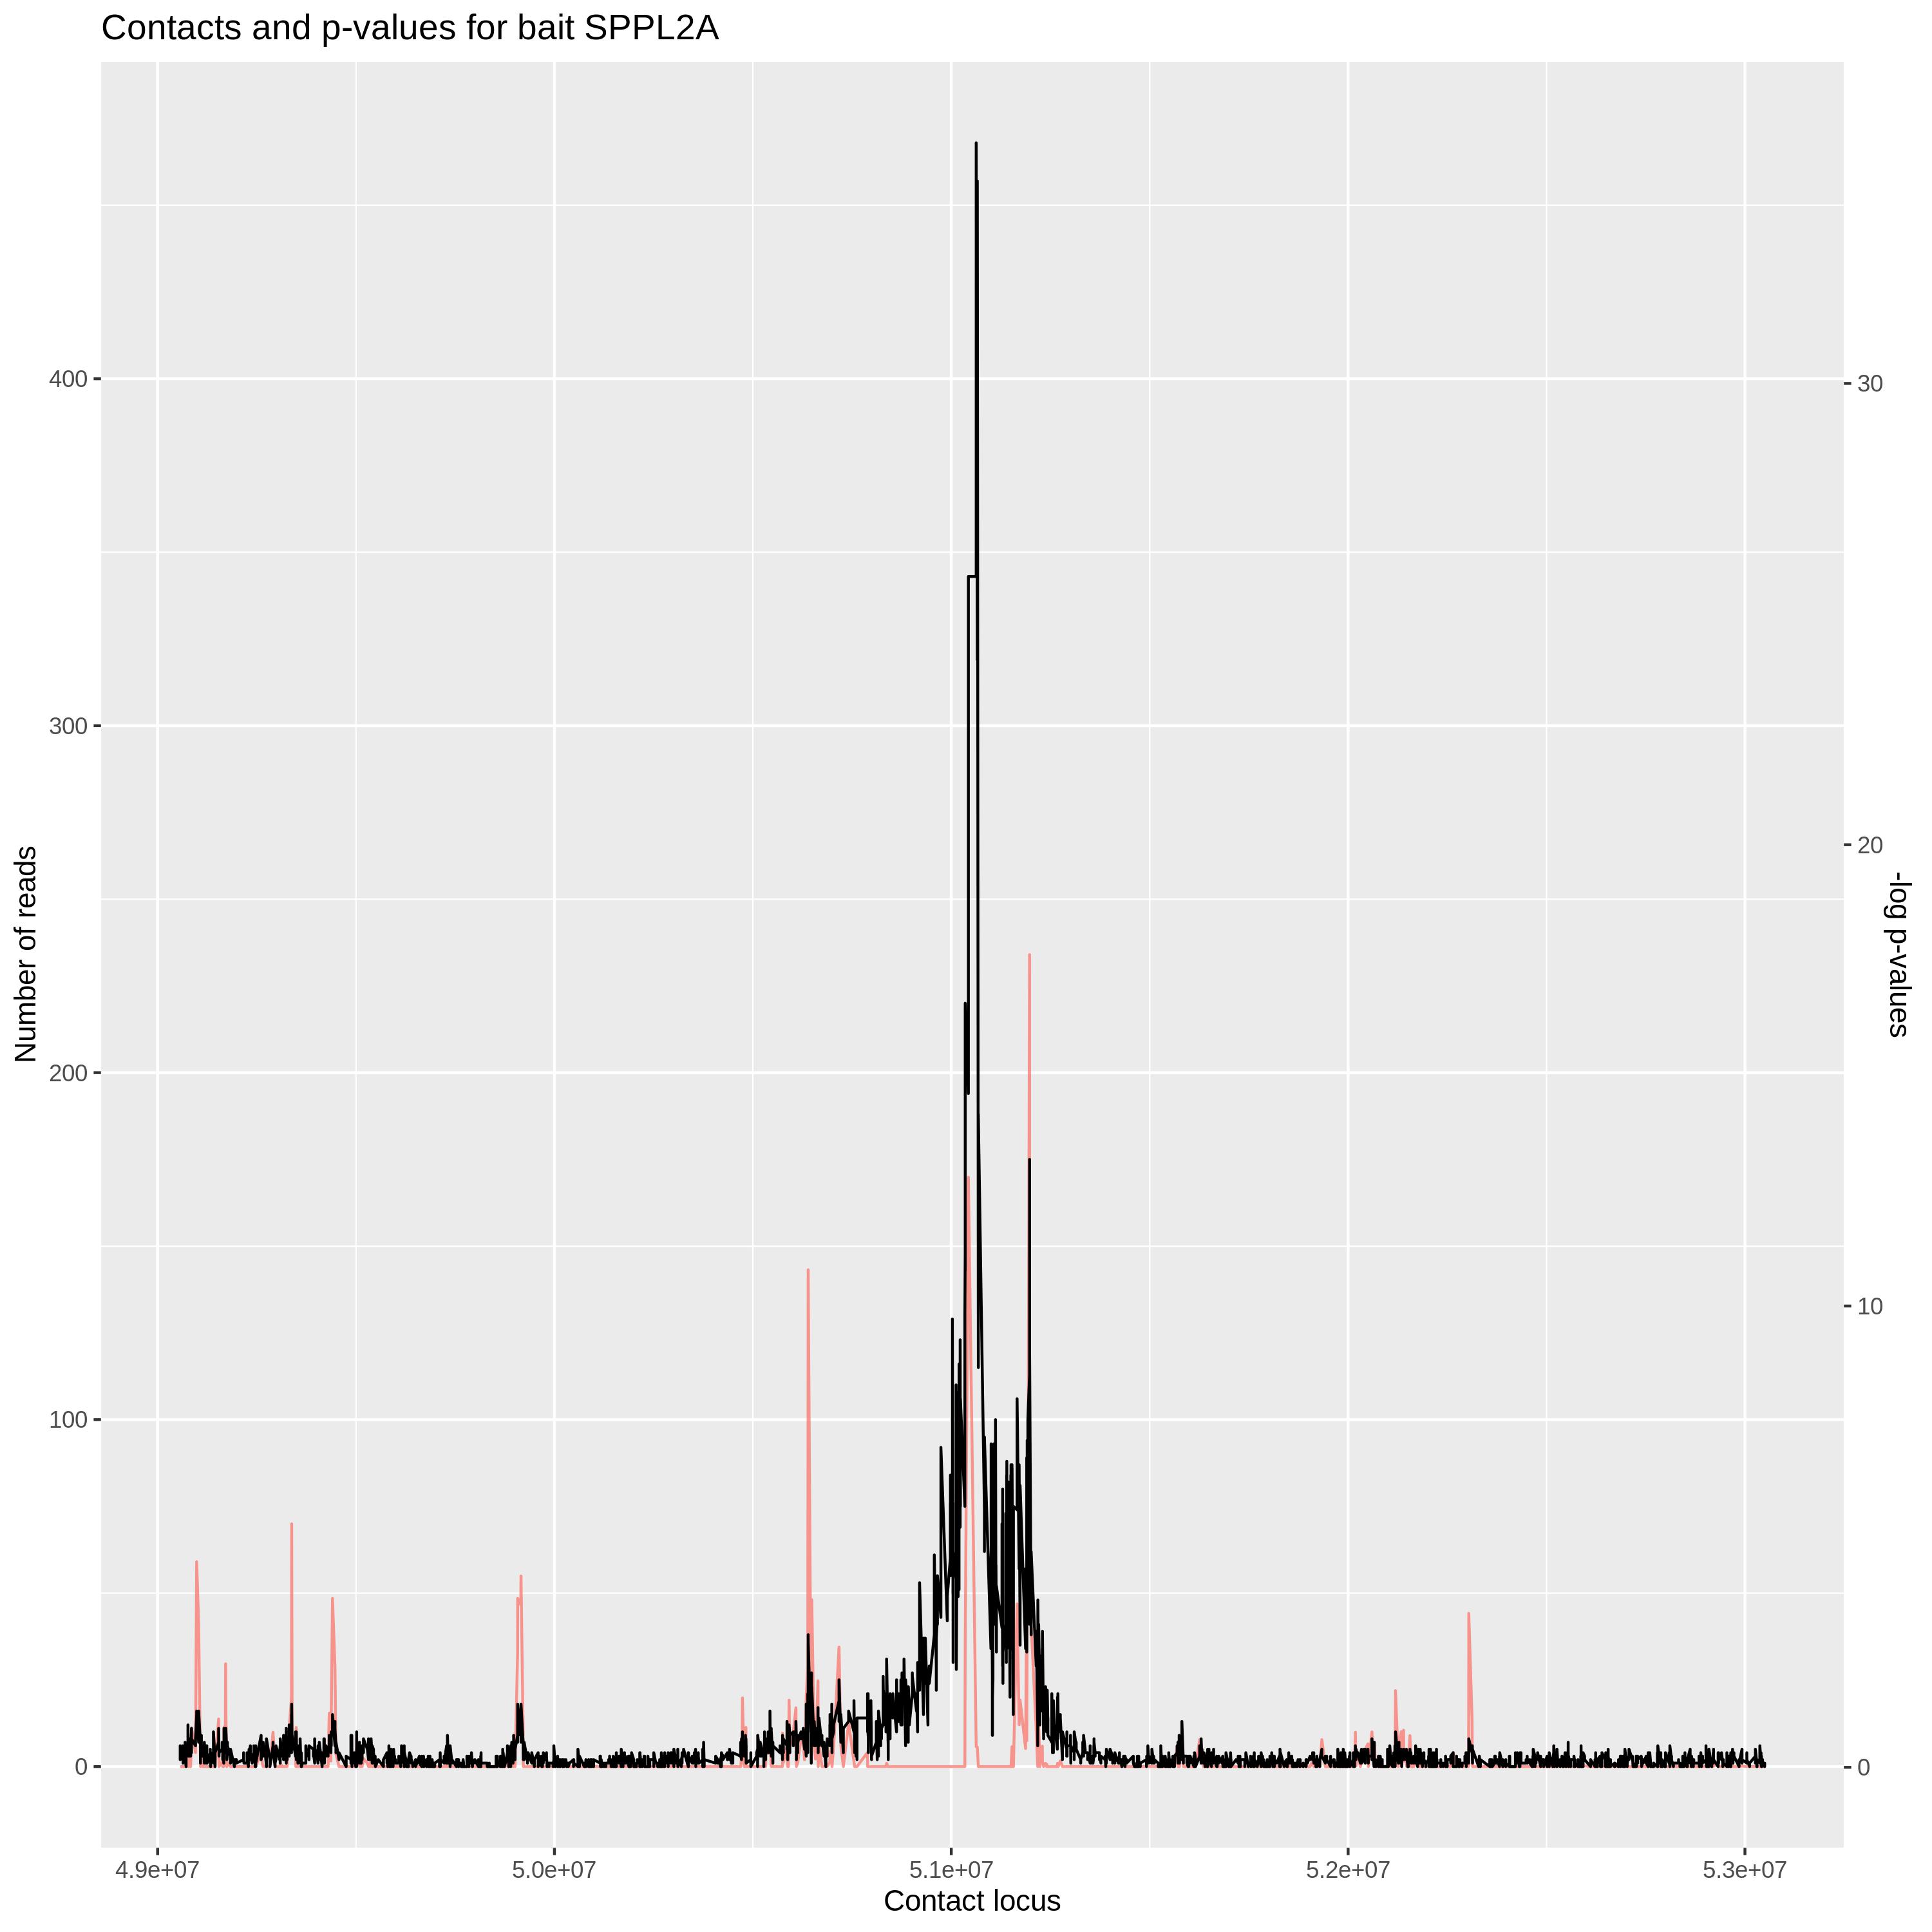 Contacts and p-values for bait SPPL2A
Number of reads
400
300
200
100
0
30
20
10
0
-log p-values
4.9e+07 5.0e+07 5.1e+07 5.2e+07 5.3e+07
Contact locus